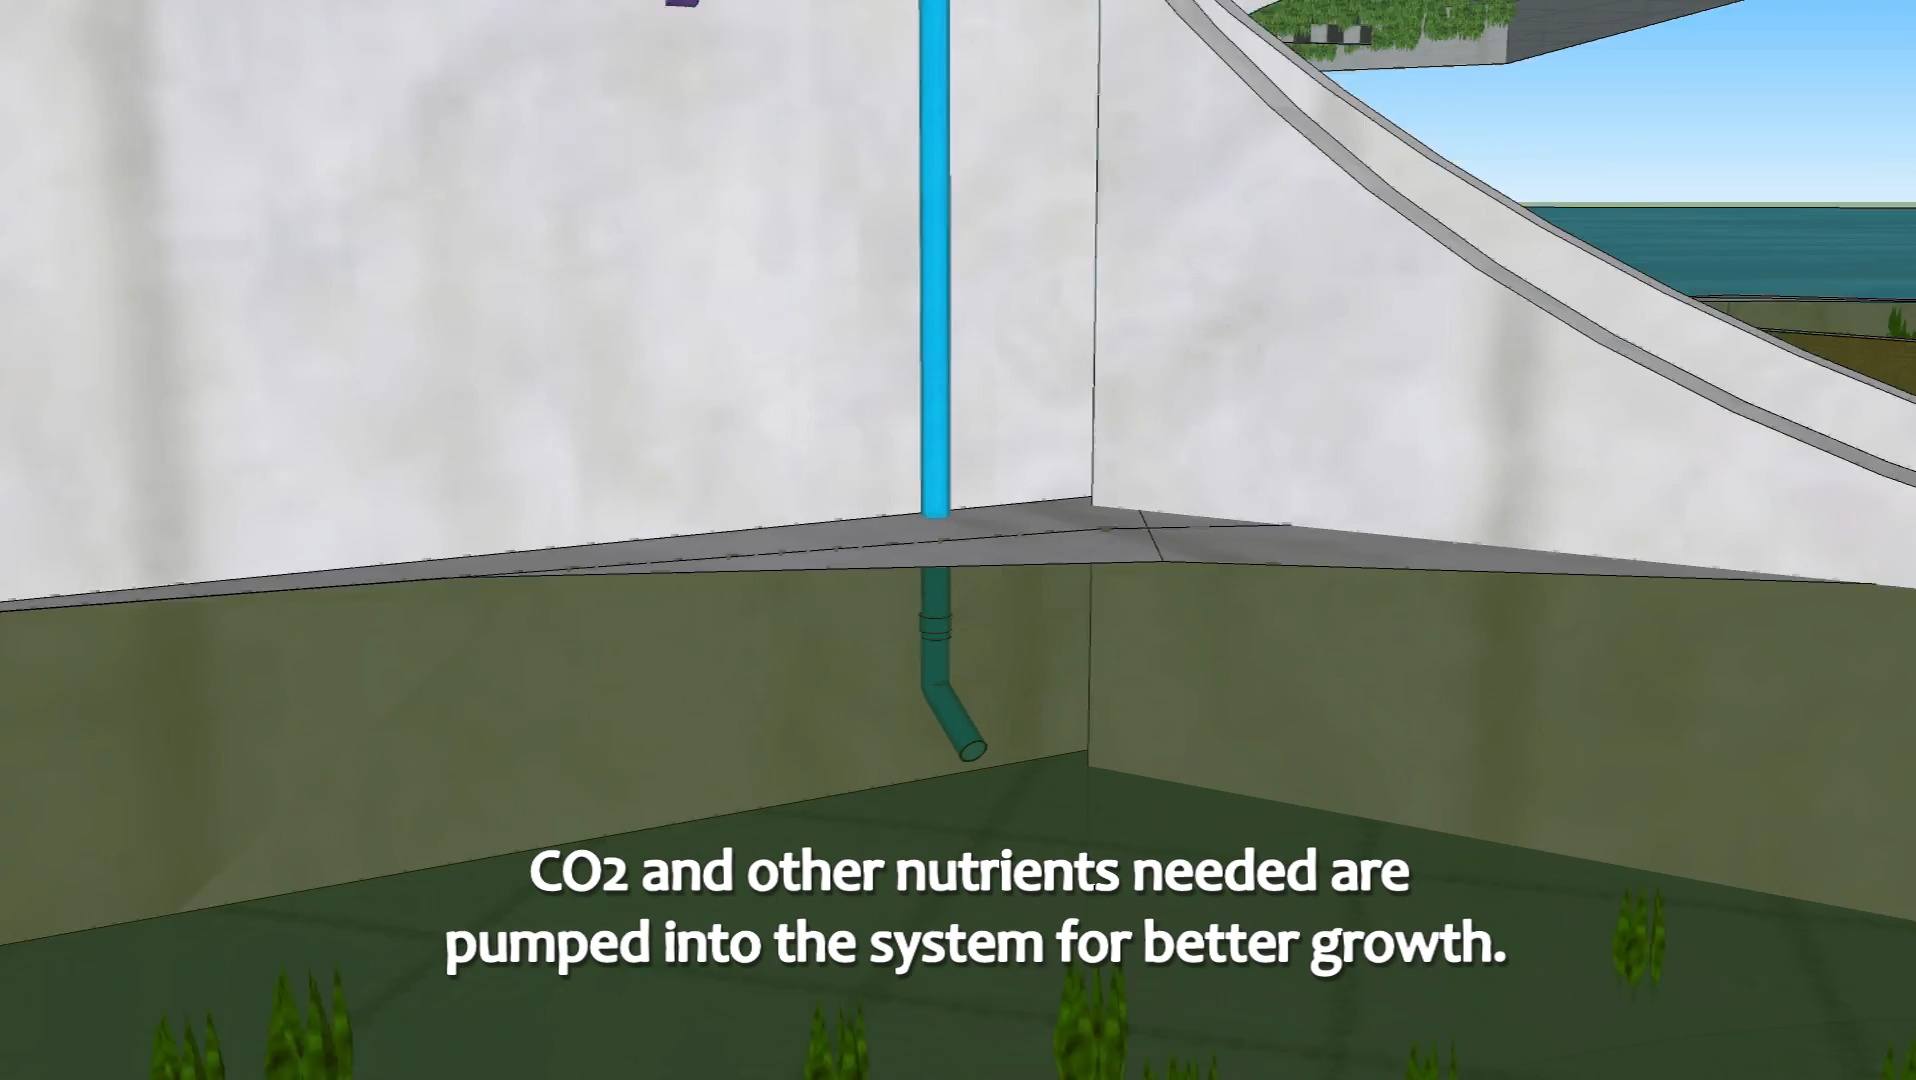 CO2 and other nutrients needed are
pumped into the system for better growth.